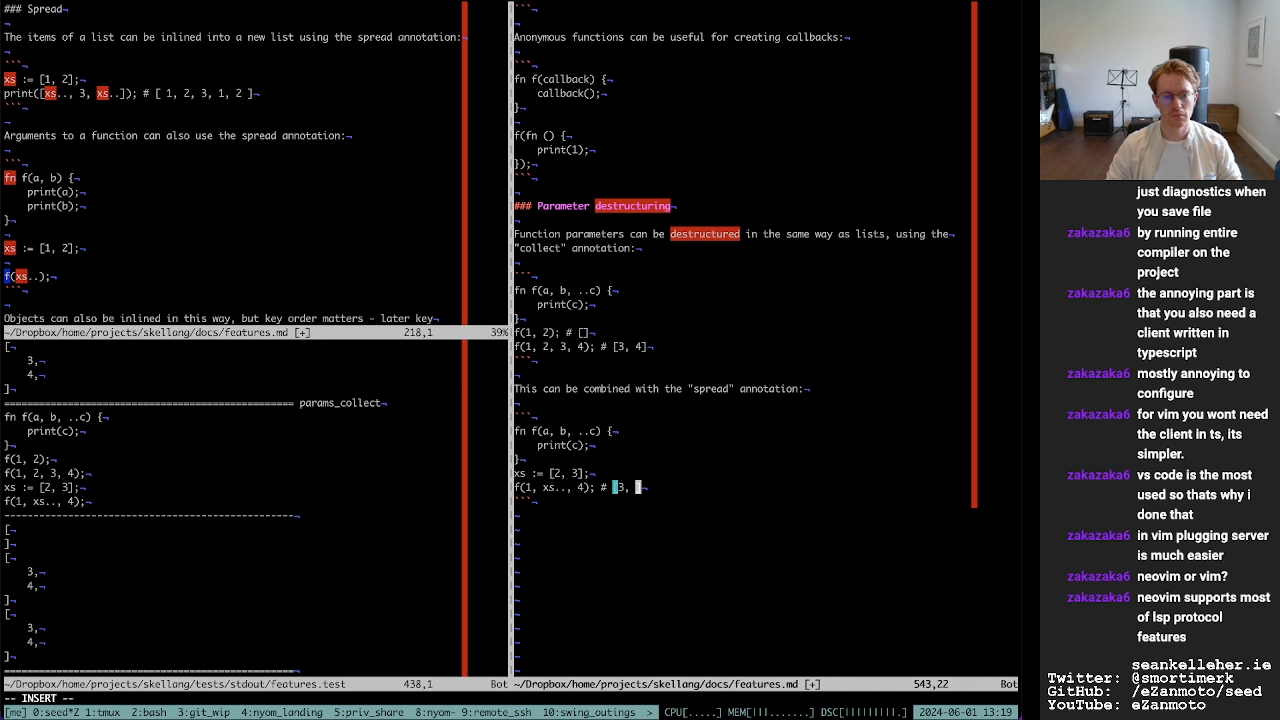 ### Spread¬
¬
The items of a list can be inlined into a new list using the spread annotation:¬
¬
```¬
xs := [1, 2];¬
print([xs.., 3, xs..]); # [ 1, 2, 3, 1, 2 ]¬
```¬
¬
Arguments to a function can also use the spread annotation:¬
¬
```¬
fn f(a, b) {¬
    print(a);¬
    print(b);¬
}¬
¬
xs := [1, 2];¬
¬
f(xs..);¬
```¬
¬
Objects can also be inlined in this way, but key order matters - later key¬
~/Dropbox/home/projects/skellang/docs/features.md [+] 218,1 39%
[¬
    3,¬
    4,¬
]¬
================================================ params_collect¬
fn f(a, b, ..c) {¬
    print(c);¬
}¬
f(1, 2);¬
f(1, 2, 3, 4);¬
xs := [2, 3];¬
f(1, xs.., 4);¬
------------------------------------------------¬
[¬
]¬
[¬
    3,¬
    4,¬
]¬
[¬
    3,¬
    4,¬
]¬
================================================¬
~/Dropbox/home/projects/skellang/tests/stdout/features.test 438,1 Bot
```¬
¬
Anonymous functions can be useful for creating callbacks:¬
¬
```¬
fn f(callback) {¬
    callback();¬
}¬
¬
f(fn () {¬
    print(1);¬
});¬
```¬
¬
### Parameter destructuring¬
¬
Function parameters can be destructured in the same way as lists, using the¬
"collect" annotation:¬
¬
```¬
fn f(a, b, ..c) {¬
    print(c);¬
}¬
f(1, 2); # []¬
f(1, 2, 3, 4); # [3, 4]¬
```¬
¬
This can be combined with the "spread" annotation:¬
¬
```¬
fn f(a, b, ..c) {¬
    print(c);¬
}¬
xs := [2, 3];¬
f(1, xs.., 4); # [3, ]¬
```¬
~
~
~
~
~
~
~
~
~
~
~
~
~/Dropbox/home/projects/skellang/docs/features.md [+] 543,22 Bot
-- INSERT --
[me] 0:seed*Z 1:tmux 2:bash 3:git_wip 4:nyom_landing 5:priv_share 8:nyom- 9:remote_ssh 10:swing_outings > CPU[.....] MEM[|||.......] DSC[|||||||||.] 2024-06-01 13:19
just diagnostics when
you save file
zakazaka6 by running entire
compiler on the
project
zakazaka6 the annoying part is
that you also need a
client written in
typescript
zakazaka6 mostly annoying to
configure
zakazaka6 for vim you wont need
the client in ts, its
simpler.
zakazaka6 vs code is the most
used so thats why i
done that
zakazaka6 in vim plugging server
is much easier
zakazaka6 neovim or vim?
zakazaka6 neovim supports most
of lsp protocol
features
Twitter: seankelleher.ie
@smortimerk
GitHub: s/ezanmoto/seed